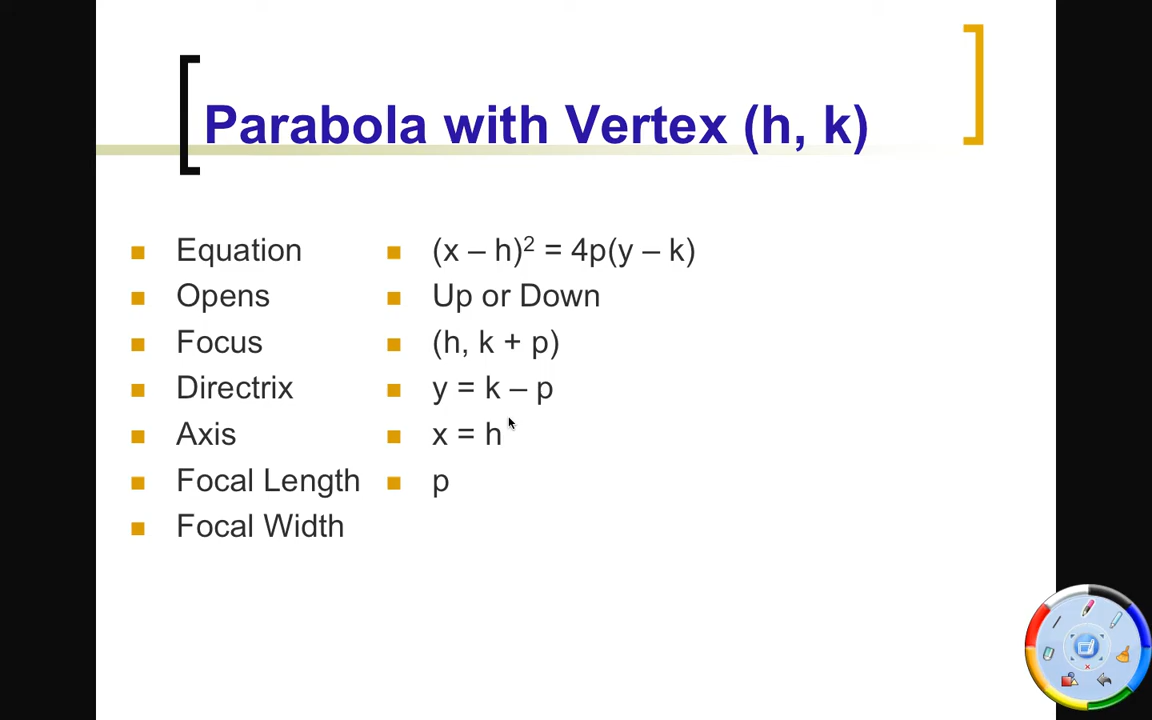 Parabola with Vertex (h, k)
Equation (x – h)² = 4p(y – k)
Opens Up or Down
Focus (h, k + p)
Directrix y = k – p
Axis x = h
Focal Length p
Focal Width